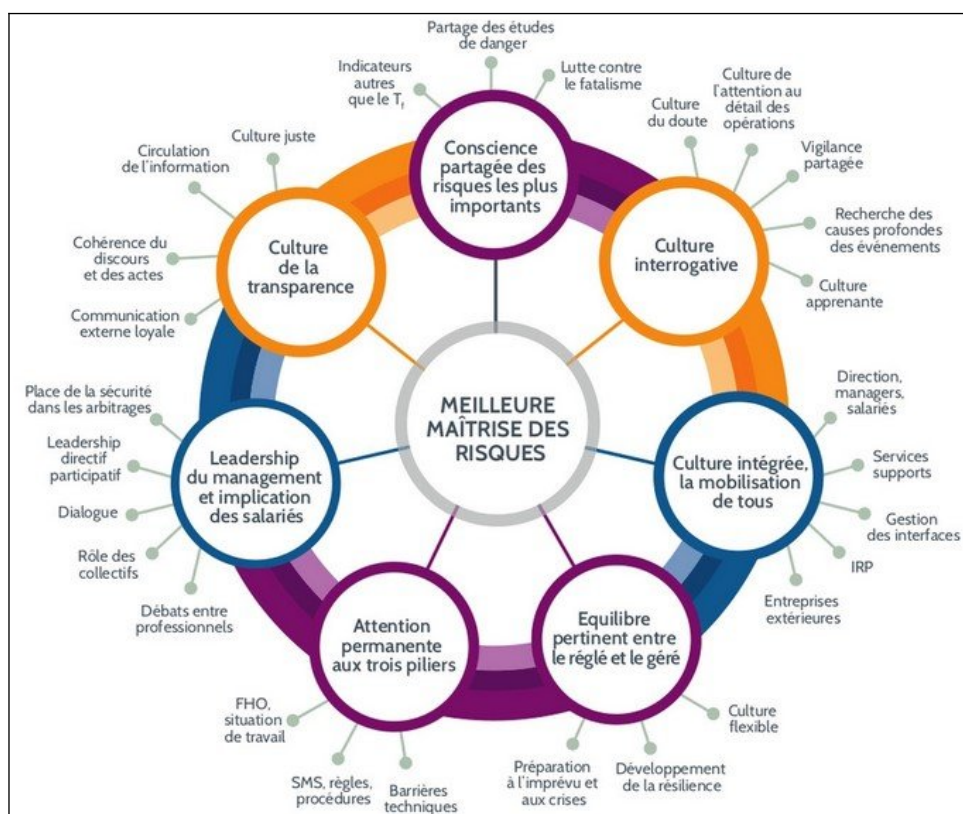 Partage des études
de danger
Indicateurs
autres
que le Tf
Lutte contre
le fatalisme
Conscience
partagée des
risques les plus
importants
Culture
du doute
Culture de
l'attention au
détail des
opérations
Vigilance
partagée
Recherche des
causes profondes
des événements
Culture
apprenante
Culture
interrogative
Culture juste
Circulation
de l'information
Cohérence du
discours
et des actes
Communication
externe loyale
Culture
de la
transparence
MEILLEURE
MAÎTRISE DES
RISQUES
Place de la sécurité
dans les arbitrages
Leadership
directif
participatif
Dialogue
Rôle des
collectifs
Débats entre
professionnels
Leadership
du management
et implication
des salariés
Culture intégrée,
la mobilisation
de tous
Direction,
managers,
salariés
Services
supports
Gestion
des interfaces
IRP
Entreprises
extérieures
Attention
permanente
aux trois piliers
FHO,
situation
de travail
SMS, règles,
procédures
Barrières
techniques
Equilibre
pertinent entre
le réglé et le géré
Préparation
à l'imprévu et
aux crises
Développement
de la résilience
Culture
flexible